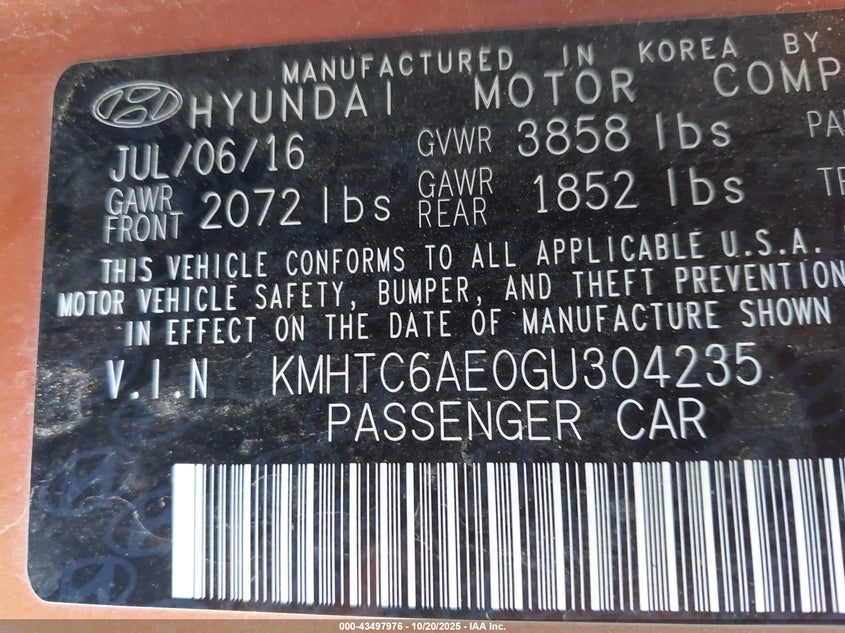 MANUFACTURED IN KOREA BY
HYUNDAI MOTOR COMP
JUL/06/16 GVWR 3858 lbs PA
GAWR FRONT 2072 lbs GAWR REAR 1852 lbs TR
THIS VEHICLE CONFORMS TO ALL APPLICABLE U.S.A.
MOTOR VEHICLE SAFETY, BUMPER, AND THEFT PREVENTION
IN EFFECT ON THE DATE OF MANUFACTURE SHOWN
V.I.N KMHTC6AE0GU304235
PASSENGER CAR
000-43497976 - 10/20/2025 - IAA Inc.